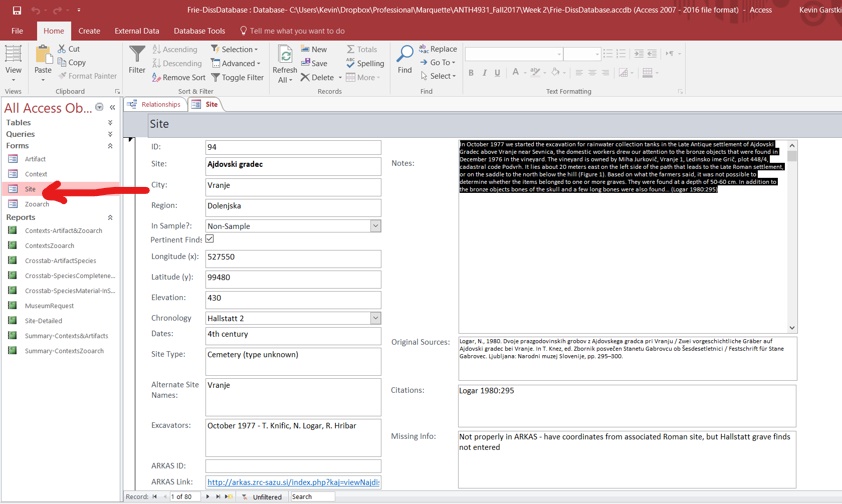 Frie-DissDatabase : Database- C:\Users\Kevin\Dropbox\Professional\Marquette\ANTH4931_Fall2017\Week 2\Frie-DissDatabase.accdb (Access 2007 - 2016 file format) - Access
Kevin Garstki
File Home Create External Data Database Tools Tell me what you want to do
View
Views
Paste
Cut
Copy
Format Painter
Clipboard
Filter
Ascending
Descending
Remove Sort
Selection
Advanced
Toggle Filter
Sort & Filter
Refresh
All
New
Save
Delete
Totals
Spelling
More
Records
Find
Replace
Go To
Select
Find
B I U
A
Text Formatting
All Access Ob...
Tables
Queries
Forms
Artifact
Context
Site
Zooarch
Reports
Contexts-Artifact&Zooarch
ContextsZooarch
Crosstab-ArtifactSpecies
Crosstab-SpeciesCompletene...
Crosstab-SpeciesMaterial-InS...
MuseumRequest
Site-Detailed
Summary-Contexts&Artifacts
Summary-ContextsZooarch
Relationships Site
Site
ID: 94
Site: Ajdovski gradec
City: Vranje
Region: Dolenjska
In Sample?: Non-Sample
Pertinent Finds
Longitude (x): 527550
Latitude (y): 99480
Elevation: 430
Chronology Hallstatt 2
Dates: 4th century
Site Type: Cemetery (type unknown)
Alternate Site Vranje
Names:
Excavators: October 1977 - T. Knific, N. Logar, R. Hribar
ARKAS ID:
ARKAS Link: http://arkas.zrc-sazu.si/index.php?kaj=viewNajdis
Notes:
In October 1977 we started the excavation for rainwater collection tanks in the Late Antique settlement of Ajdovski
Gradec above Vranje near Sevnica, the domestic workers drew our attention to the bronze objects that were found in
December 1976 in the vineyard. The vineyard is owned by Miha Jurkovič, Vranje 1, Ledinsko ime Grič, plot 448/4,
cadastral code Podvrh. It lies about 20 meters east on the left side of the path that leads to the Late Roman settlement,
or on the saddle to the north below the hill (Figure 1). Based on what the farmers said, it was not possible to
determine whether the items belonged to one or more graves. They were found at a depth of 50-60 cm. In addition to
the bronze objects bones of the skull and a few long bones were also found... (Logar 1980:295)
Original Sources:
Logar, N., 1980. Dvoje prazgodovinskih grobov z Ajdovskega gradca pri Vranju / Zwei vorgeschichtliche Gräber auf
Ajdovski gradec bei Vranje. in T. Knez, ed. Zbornik posvečen Stanetu Gabrovcu ob Šesdesetletnici / Festschrift für Stane
Gabrovec. Ljubljana: Narodni muzej Slovenije, pp. 295–300.
Citations: Logar 1980:295
Missing Info:
Not properly in ARKAS - have coordinates from associated Roman site, but Hallstatt grave finds
not entered
Record: 1 of 80 Unfiltered Search